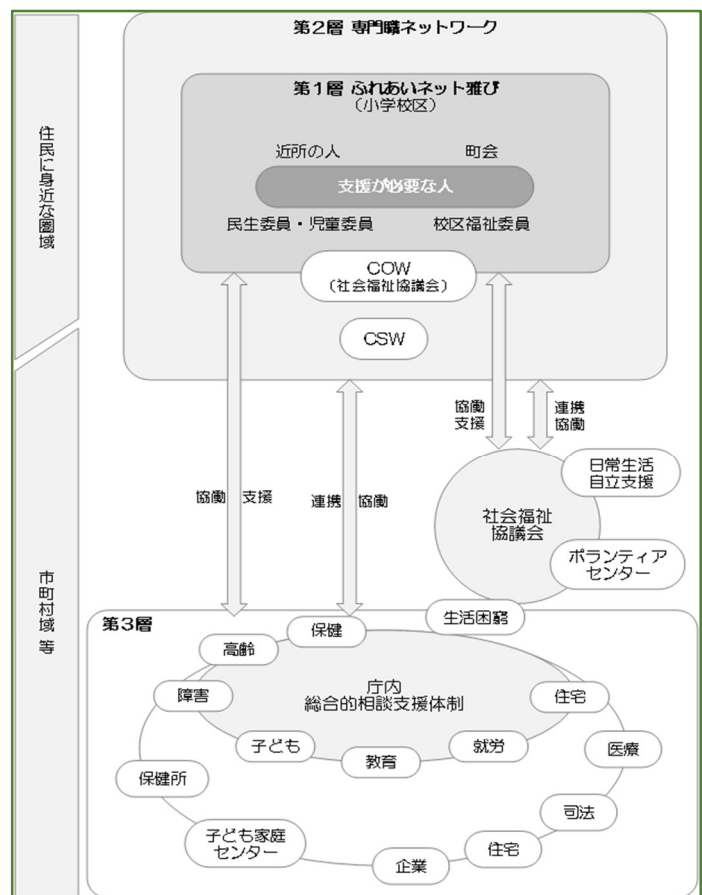 第2層 専門職ネットワーク
第1層 ふれあいネット雅び
（小学校区）
近所の人
町会
支援が必要な人
民生委員・児童委員
校区福祉委員
COW
（社会福祉協議会）
CSW
住民に身近な圏域
協働
支援
連携
協働
日常生活
自立支援
社会福祉
協議会
ボランティア
センター
協働
支援
連携
協働
市町村域 等
生活困窮
第3層
保健
高齢
庁内
総合的相談支援体制
障害
住宅
子ども
教育
就労
医療
保健所
司法
子ども家庭
センター
住宅
企業